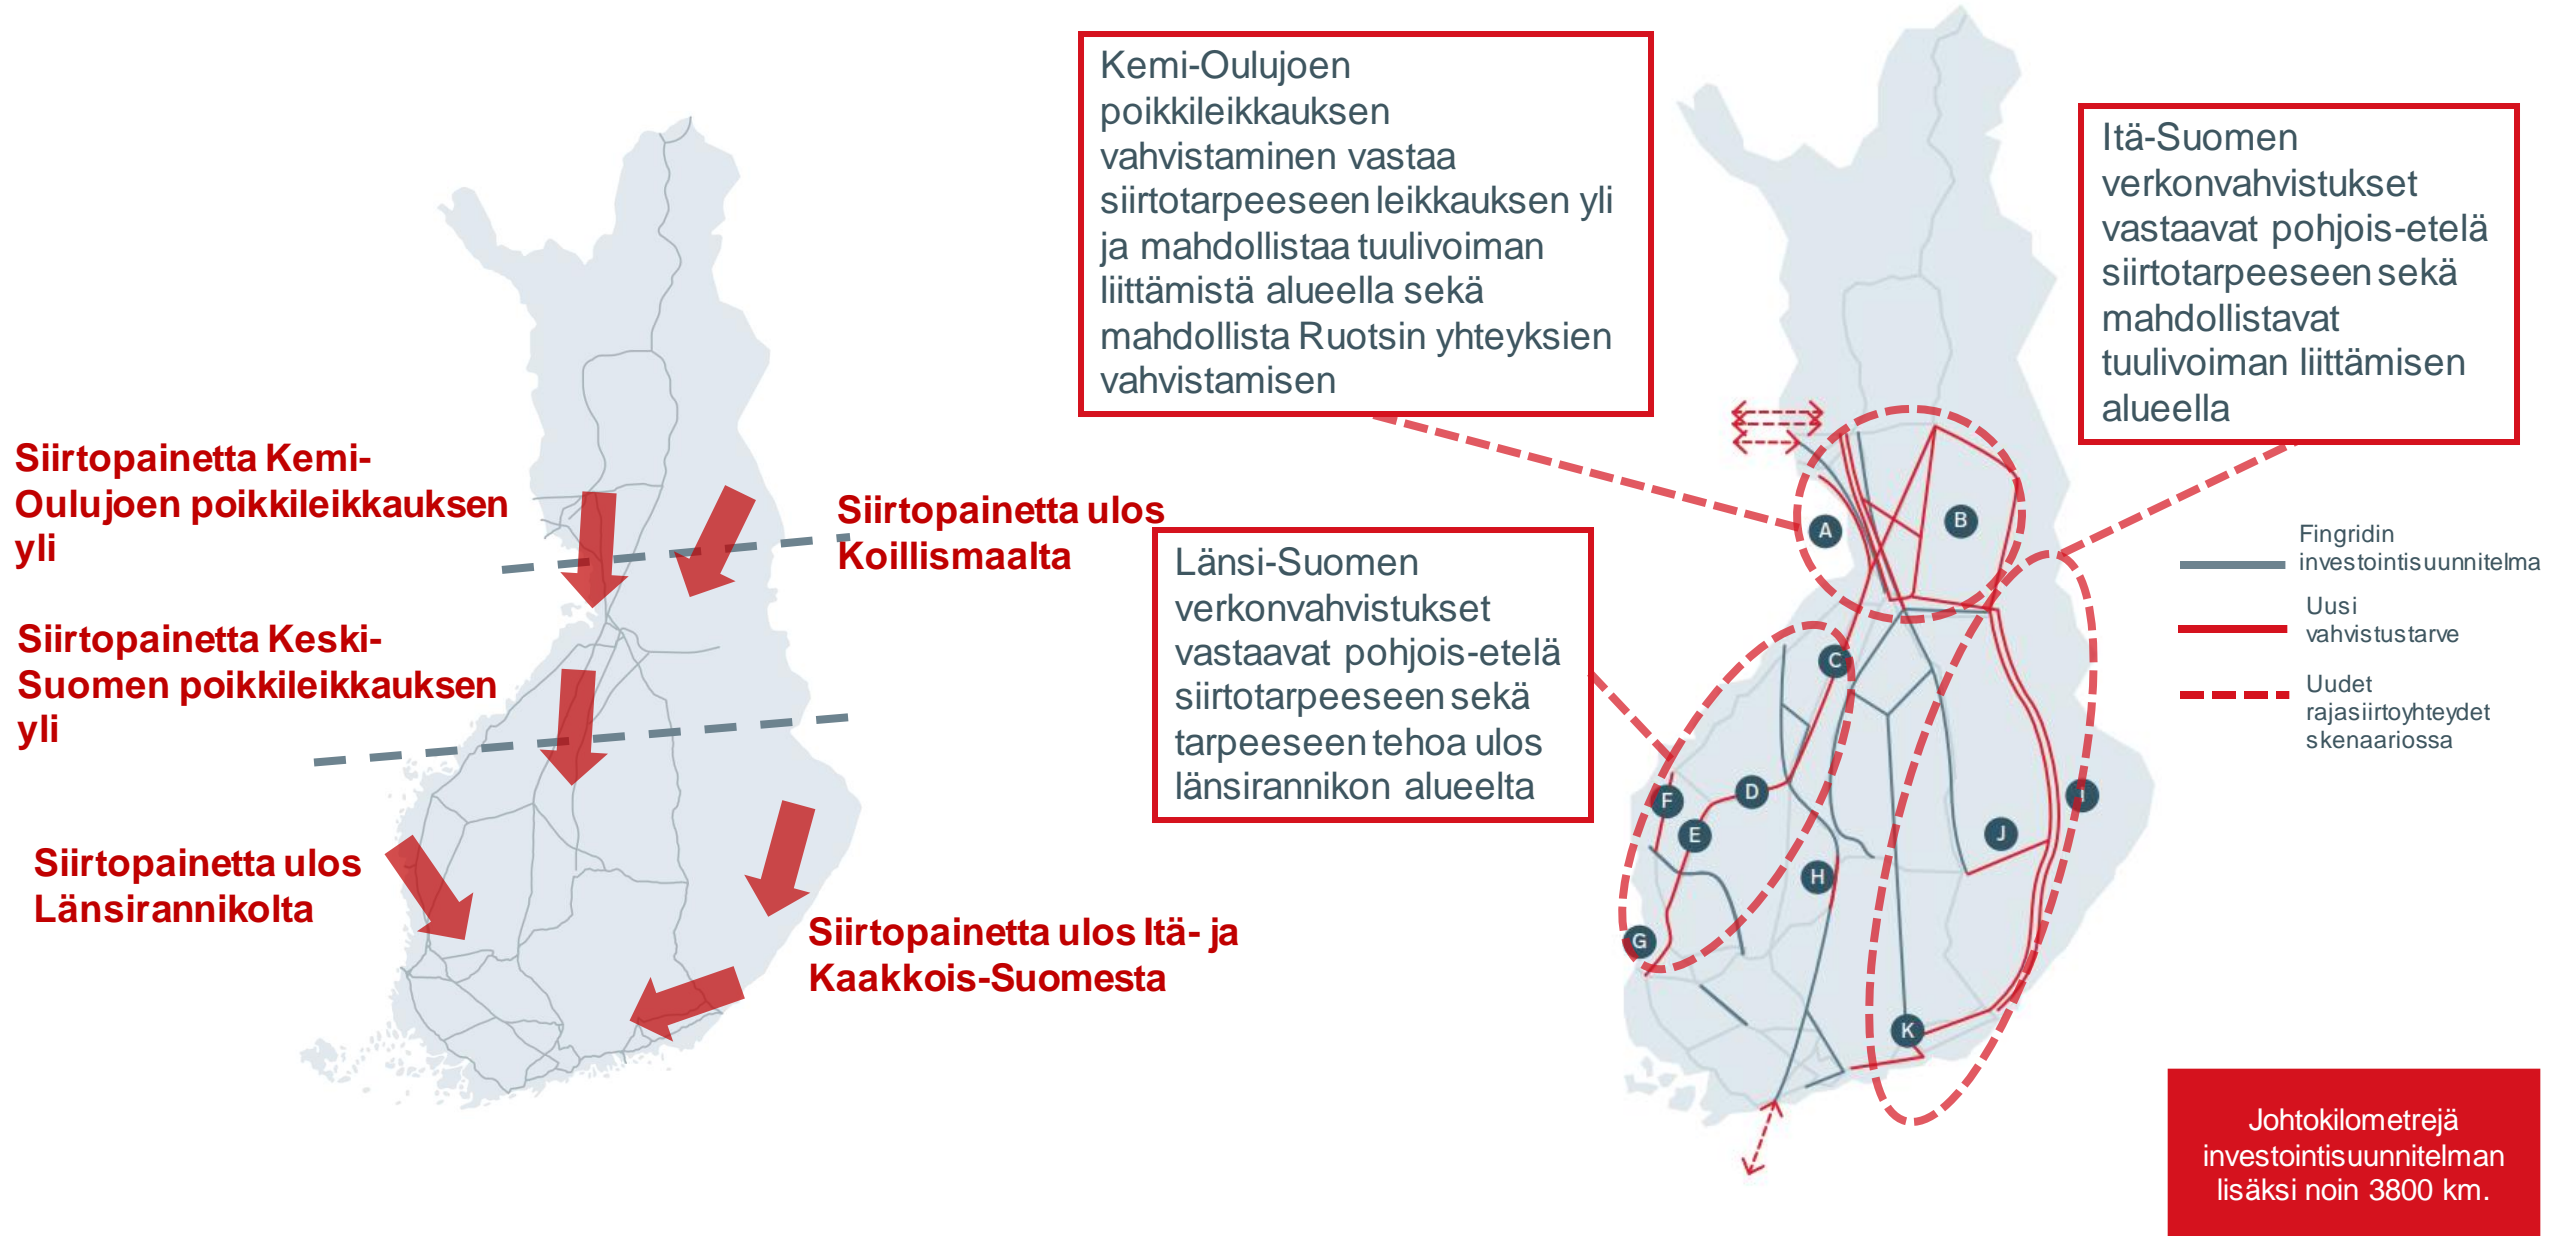 Siirtopainetta Kemi-
Oulujoen poikkileikkauksen
yli
Siirtopainetta Keski-
Suomen poikkileikkauksen
yli
Siirtopainetta ulos
Länsirannikolta
Siirtopainetta ulos
Koillismaalta
Siirtopainetta ulos Itä- ja
Kaakkois-Suomesta
Kemi-Oulujoen
poikkileikkauksen
vahvistaminen vastaa
siirtotarpeeseen leikkauksen yli
ja mahdollistaa tuulivoiman
liittämistä alueella sekä
mahdollista Ruotsin yhteyksien
vahvistamisen
Länsi-Suomen
verkonvahvistukset
vastaavat pohjois-etelä
siirtotarpeeseen sekä
tarpeeseen tehoa ulos
länsirannikon alueelta
Itä-Suomen
verkonvahvistukset
vastaavat pohjois-etelä
siirtotarpeeseen sekä
mahdollistavat
tuulivoiman liittämisen
alueella
A
B
C
D
E
F
G
H
I
J
K
Fingridin
investointisuunnitelma
Uusi
vahvistustarve
Uudet
rajasiirtoyhteydet
skenaariossa
Johtokilometrejä
investointisuunnitelman
lisäksi noin 3800 km.